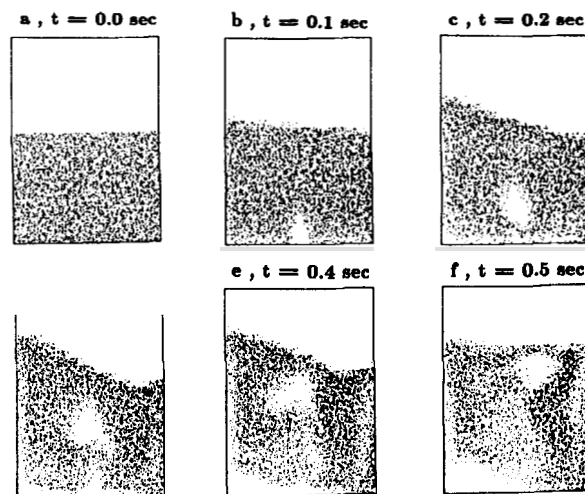 a , t = 0.0 sec
b , t = 0.1 sec
c , t = 0.2 sec
e , t = 0.4 sec
f , t = 0.5 sec